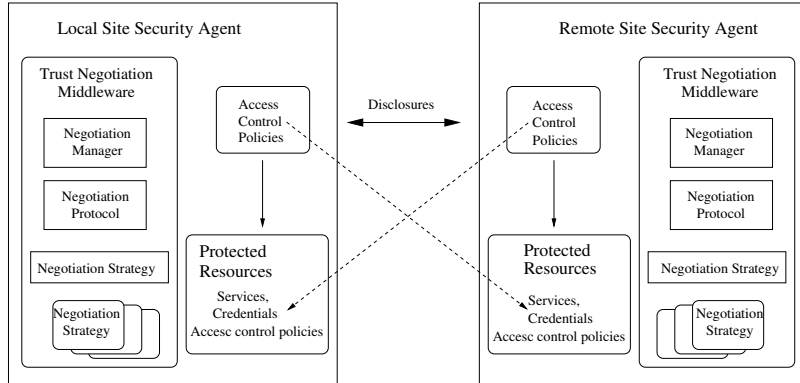 Local Site Security Agent
Trust Negotiation
Middleware
Negotiation
Manager
Negotiation
Protocol
Negotiation Strategy
Negotiation
Strategy
Access
Control
Policies
Protected
Resources
Services,
Credentials
Accesc control policies
Disclosures
Remote Site Security Agent
Access
Control
Policies
Protected
Resources
Services,
Credentials
Accesc control policies
Trust Negotiation
Middleware
Negotiation
Manager
Negotiation
Protocol
Negotiation Strategy
Negotiation
Strategy